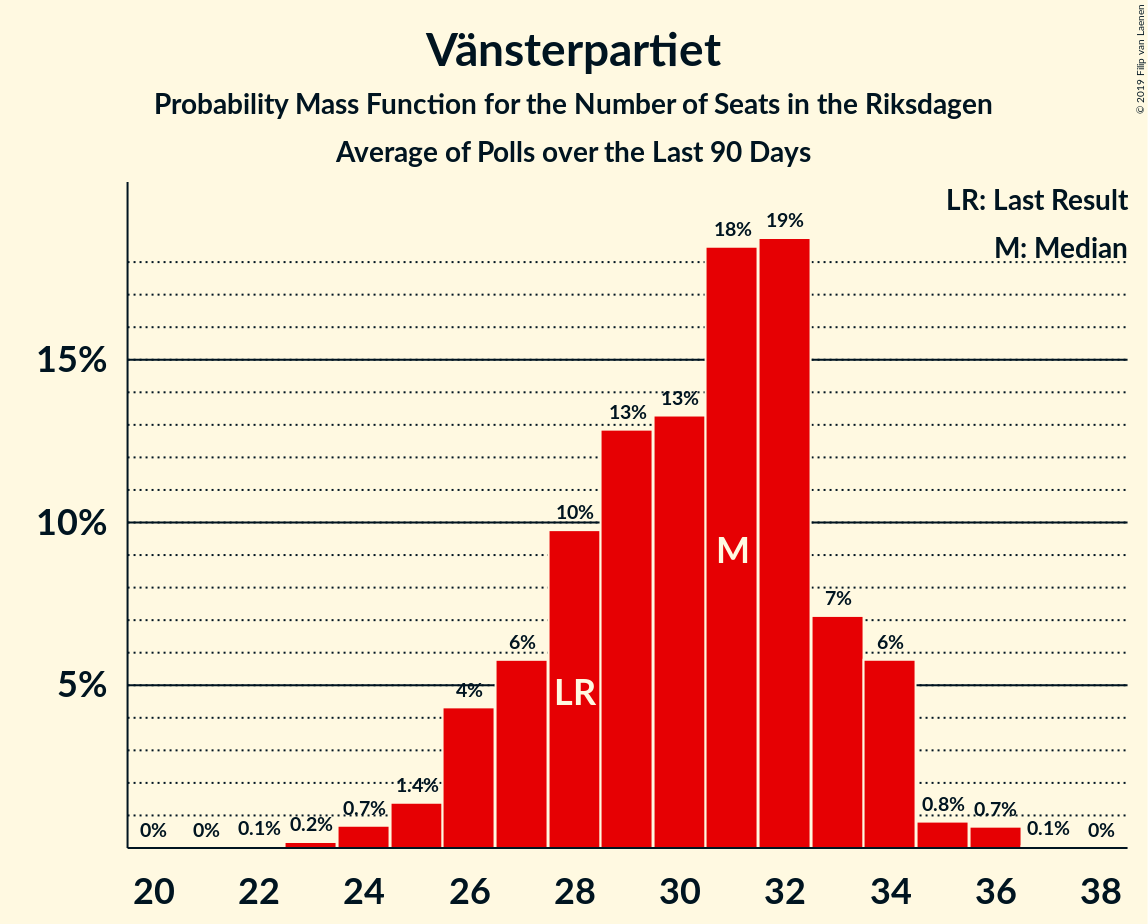 Vänsterpartiet
Probability Mass Function for the Number of Seats in the Riksdagen
Average of Polls over the Last 90 Days
© 2019 Filip van Laenen
LR: Last Result
M: Median
15%
10%
5%
0%
0%
0.1%
0.2%
0.7%
1.4%
4%
6%
10%
13%
13%
18%
19%
7%
6%
0.8%
0.7%
0.1%
0%
LR
M
20 22 24 26 28 30 32 34 36 38